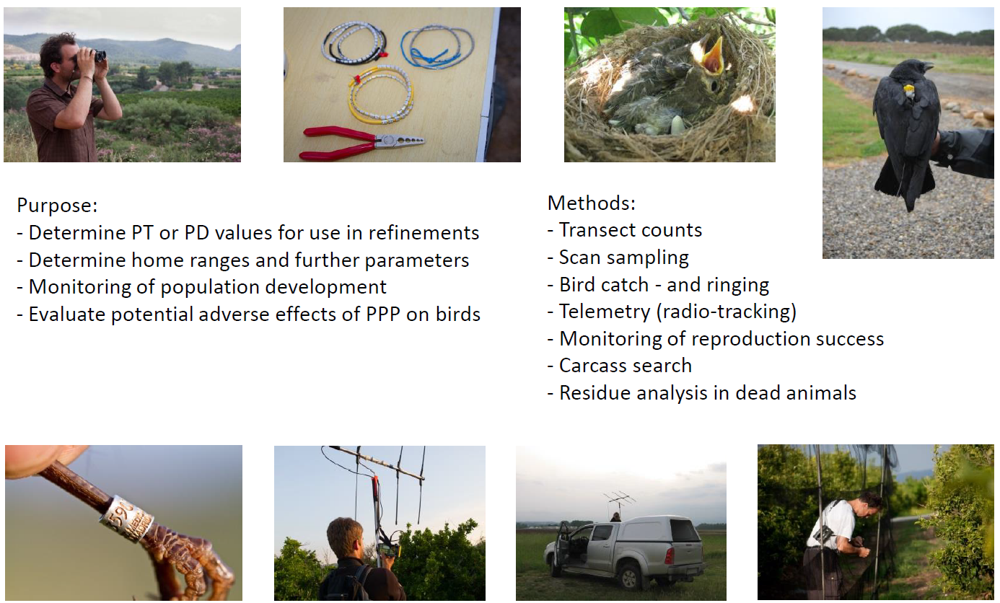 Purpose:
- Determine PT or PD values for use in refinements
- Determine home ranges and further parameters
- Monitoring of population development
- Evaluate potential adverse effects of PPP on birds
Methods:
- Transect counts
- Scan sampling
- Bird catch - and ringing
- Telemetry (radio-tracking)
- Monitoring of reproduction success
- Carcass search
- Residue analysis in dead animals
590